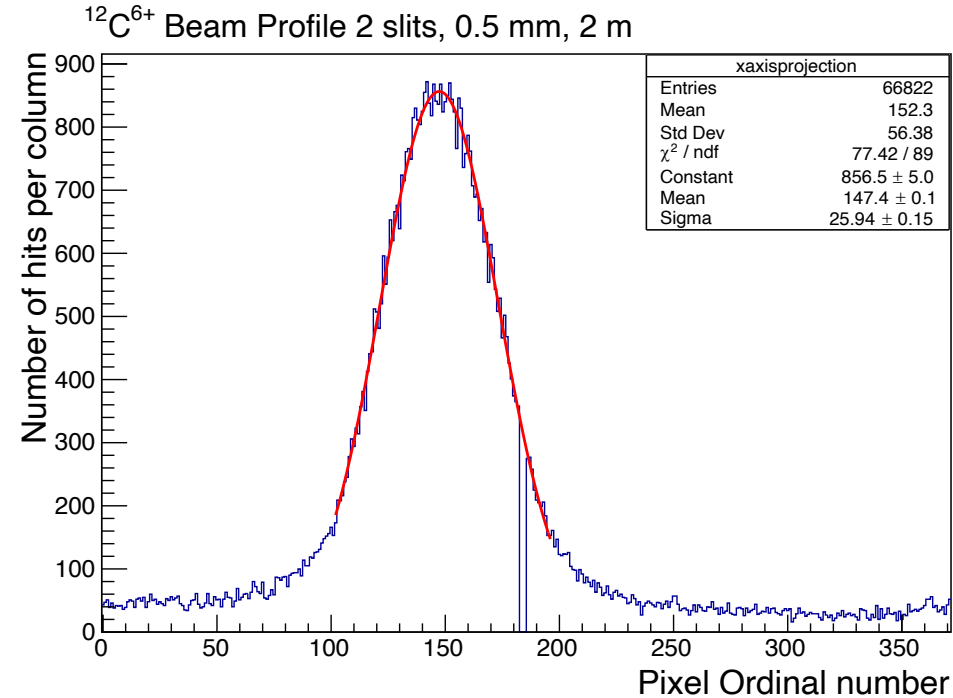 ¹²C⁶⁺ Beam Profile 2 slits, 0.5 mm, 2 m
Number of hits per column
900
800
700
600
500
400
300
200
100
0
xaxisprojection
Entries 66822
Mean 152.3
Std Dev 56.38
χ² / ndf 77.42 / 89
Constant 856.5 ± 5.0
Mean 147.4 ± 0.1
Sigma 25.94 ± 0.15
0 50 100 150 200 250 300 350
Pixel Ordinal number